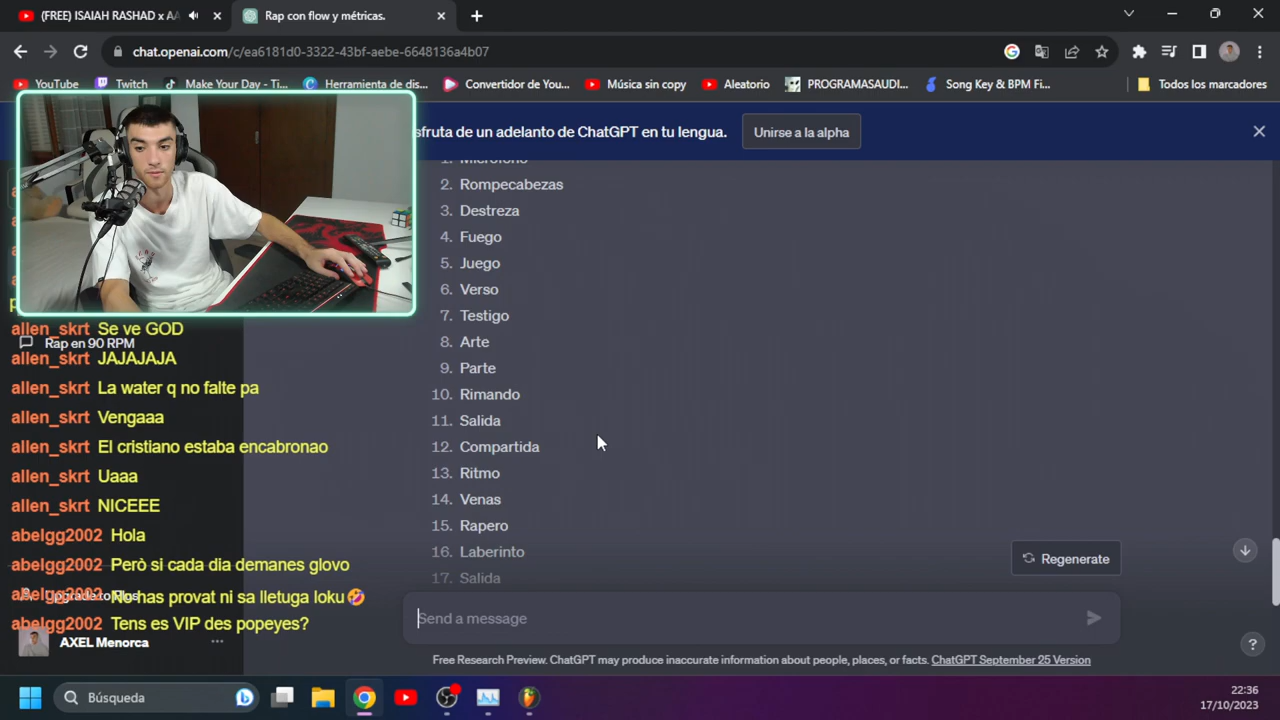 (FREE) ISAIAH RASHAD x AA
Rap con flow y métricas.
chat.openai.com/c/ea6181d0-3322-43bf-aebe-6648136a4b07
YouTube
Twitch
Make Your Day - Ti...
Herramienta de dis...
Convertidor de You...
Música sin copy
Aleatorio
PROGRAMASAUDI...
Song Key & BPM Fi...
Todos los marcadores
sfruta de un adelanto de ChatGPT en tu lengua.
Unirse a la alpha
1. Micrófono
2. Rompecabezas
3. Destreza
4. Fuego
5. Juego
6. Verso
7. Testigo
8. Arte
9. Parte
10. Rimando
11. Salida
12. Compartida
13. Ritmo
14. Venas
15. Rapero
16. Laberinto
17. Salida
allen_skrt Se ve GOD
Rap en 90 RPM
allen_skrt JAJAJAJA
allen_skrt La water q no falte pa
allen_skrt Vengaaa
allen_skrt El cristiano estaba encabronao
allen_skrt Uaaa
allen_skrt NICEEE
abelgg2002 Hola
abelgg2002 Però si cada dia demanes glovo
abelgg2002 No has provat ni sa lletuga loku🤣
Upgrade to Plus
abelgg2002 Tens es VIP des popeyes?
AXEL Menorca
Regenerate
Send a message
Free Research Preview. ChatGPT may produce inaccurate information about people, places, or facts. ChatGPT September 25 Version
?
Búsqueda
22:36
17/10/2023